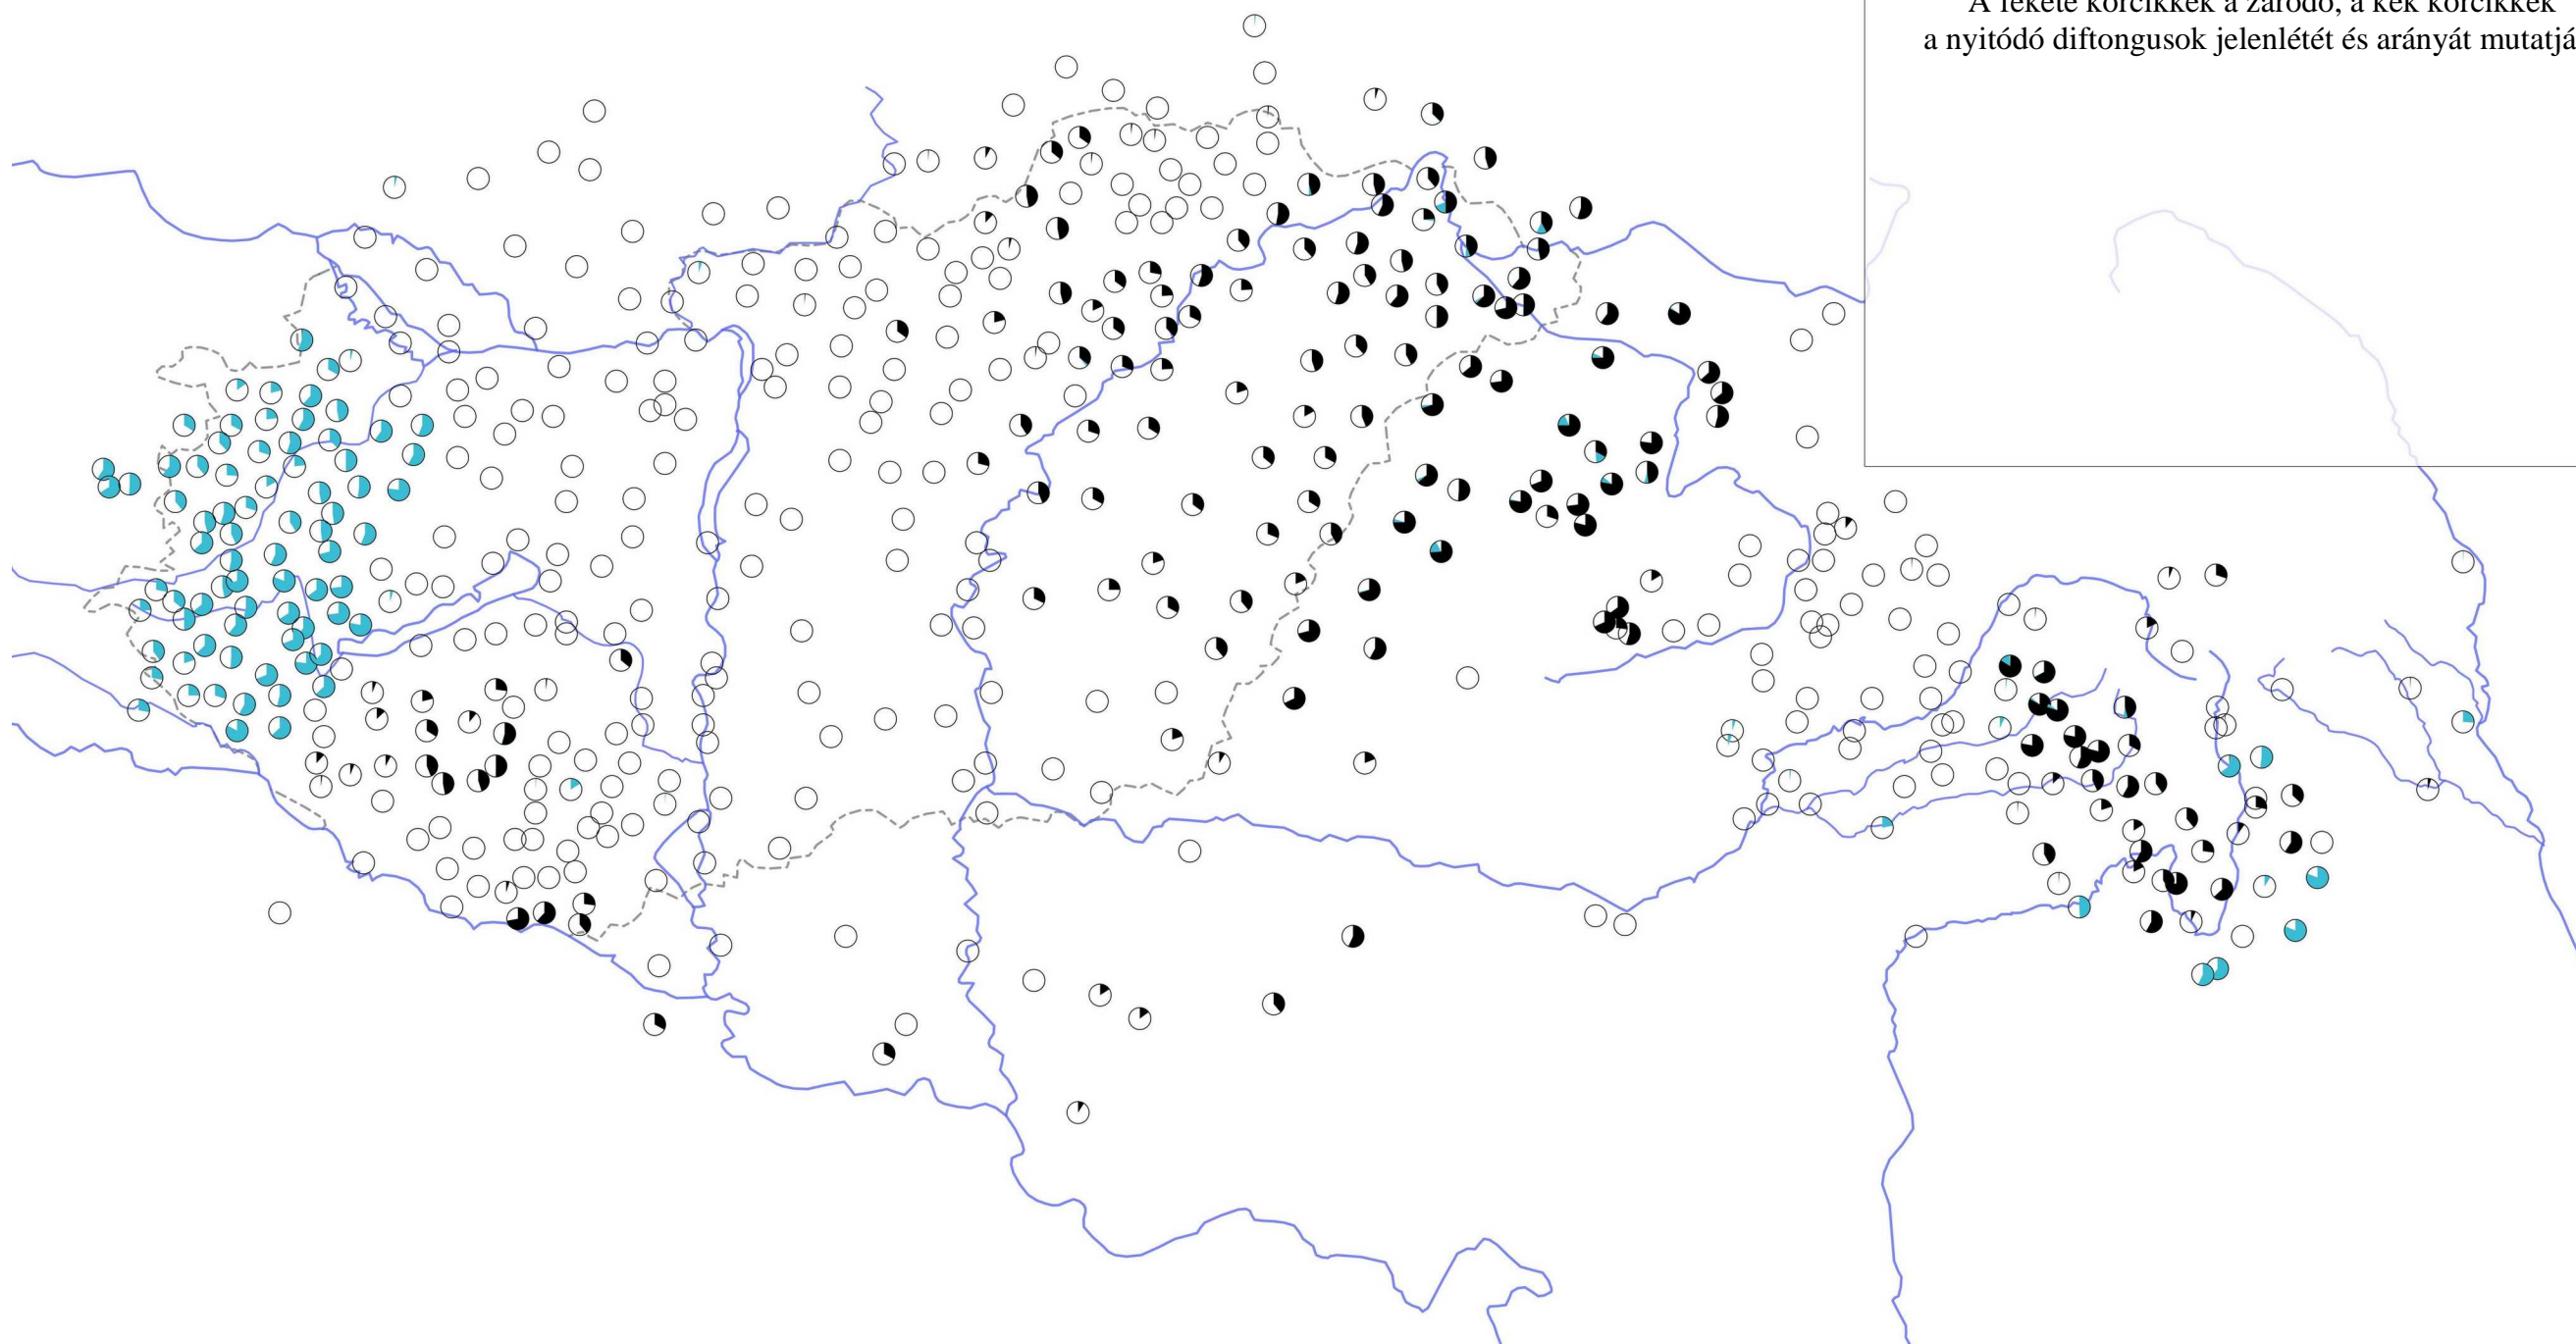 A fekete körcikkek a záródó, a kék körcikkek
a nyitódó diftongusok jelenlétét és arányát mutatjá